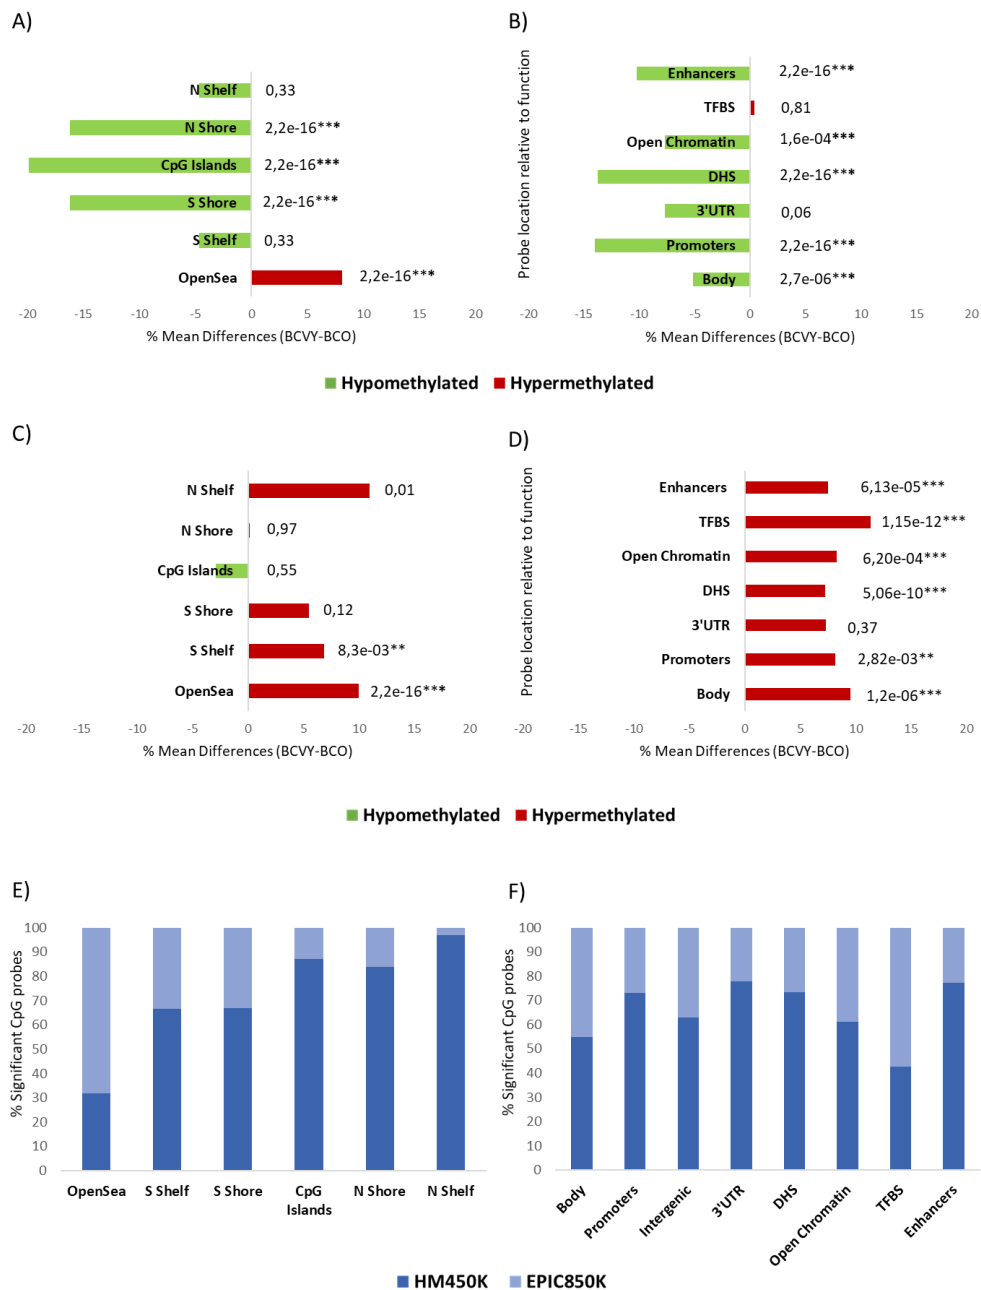 A)
N Shelf 0,33
N Shore 2,2e-16***
CpG Islands 2,2e-16***
S Shore 2,2e-16***
S Shelf 0,33
OpenSea 2,2e-16***
-20 -15 -10 -5 0 5 10 15 20
% Mean Differences (BCVY-BCO)
B)
Probe location relative to function
Enhancers 2,2e-16***
TFBS 0,81
Open Chromatin 1,6e-04***
DHS 2,2e-16***
3'UTR 0,06
Promoters 2,2e-16***
Body 2,7e-06***
-20 -15 -10 -5 0 5 10 15 20
% Mean Differences (BCVY-BCO)
Hypomethylated Hypermethylated
C)
N Shelf 0,01
N Shore 0,97
CpG Islands 0,55
S Shore 0,12
S Shelf 8,3e-03**
OpenSea 2,2e-16***
-20 -15 -10 -5 0 5 10 15 20
% Mean Differences (BCVY-BCO)
D)
Probe location relative to function
Enhancers 6,13e-05***
TFBS 1,15e-12***
Open Chromatin 6,20e-04***
DHS 5,06e-10***
3'UTR 0,37
Promoters 2,82e-03**
Body 1,2e-06***
-20 -15 -10 -5 0 5 10 15 20
% Mean Differences (BCVY-BCO)
Hypomethylated Hypermethylated
E)
% Significant CpG probes
100
90
80
70
60
50
40
30
20
10
0
OpenSea S Shelf S Shore CpG Islands N Shore N Shelf
F)
% Significant CpG probes
100
90
80
70
60
50
40
30
20
10
0
Body Promoters Intergenic 3'UTR DHS Open Chromatin TFBS Enhancers
HM450K EPIC850K